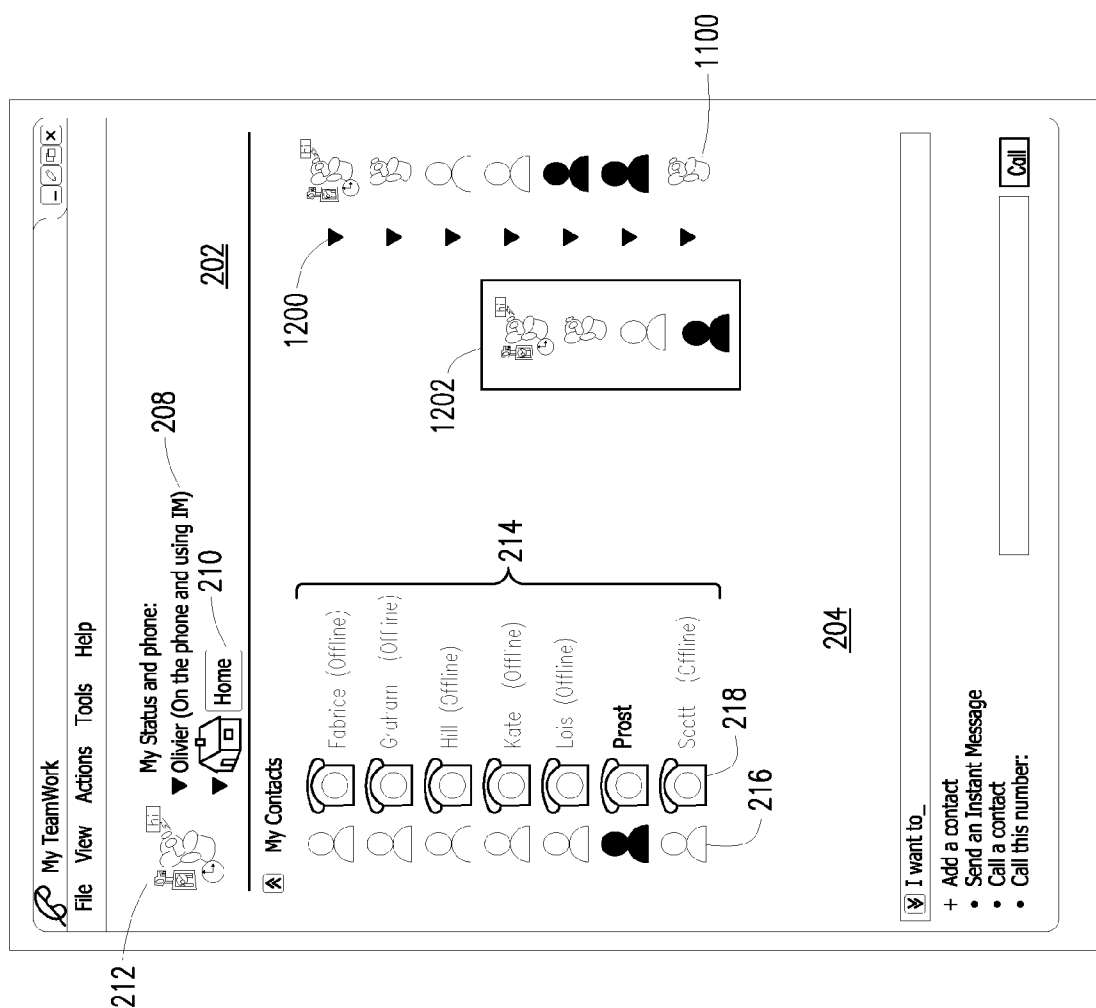 My TeamWork
File View Actions Tools Help
212
hi
My Status and phone:
Olivier (On the phone and using IM)
208
Home
210
202
My Contacts
Fabrice (Offline)
Graham (Offline)
Hill (Offline)
Kate (Offline)
Lois (Offline)
Prost
Scott (Offline)
214
216
218
1200
hi
1202
hi
1100
204
I want to_
+ Add a contact
• Send an Instant Message
• Call a contact
• Call this number:
Call